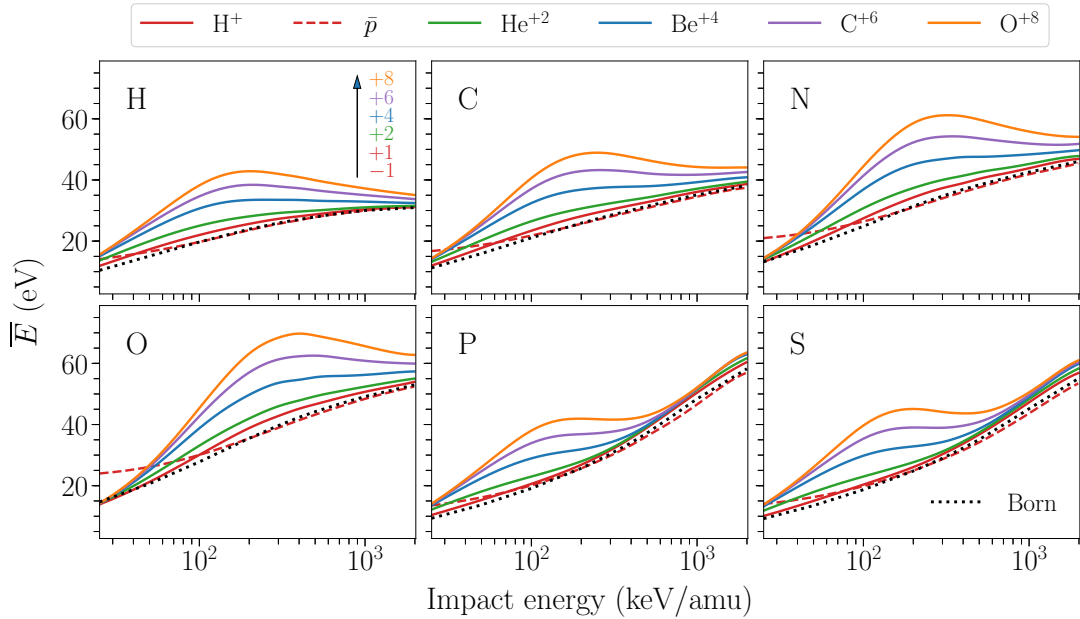 H+ p̄ He+2 Be+4 C+6 O+8
H
+8
+6
+4
+2
+1
−1
C
N
60
40
20
O
P
S
60
40
20
Born
10² 10³ 10² 10³ 10² 10³
E̅ (eV)
Impact energy (keV/amu)